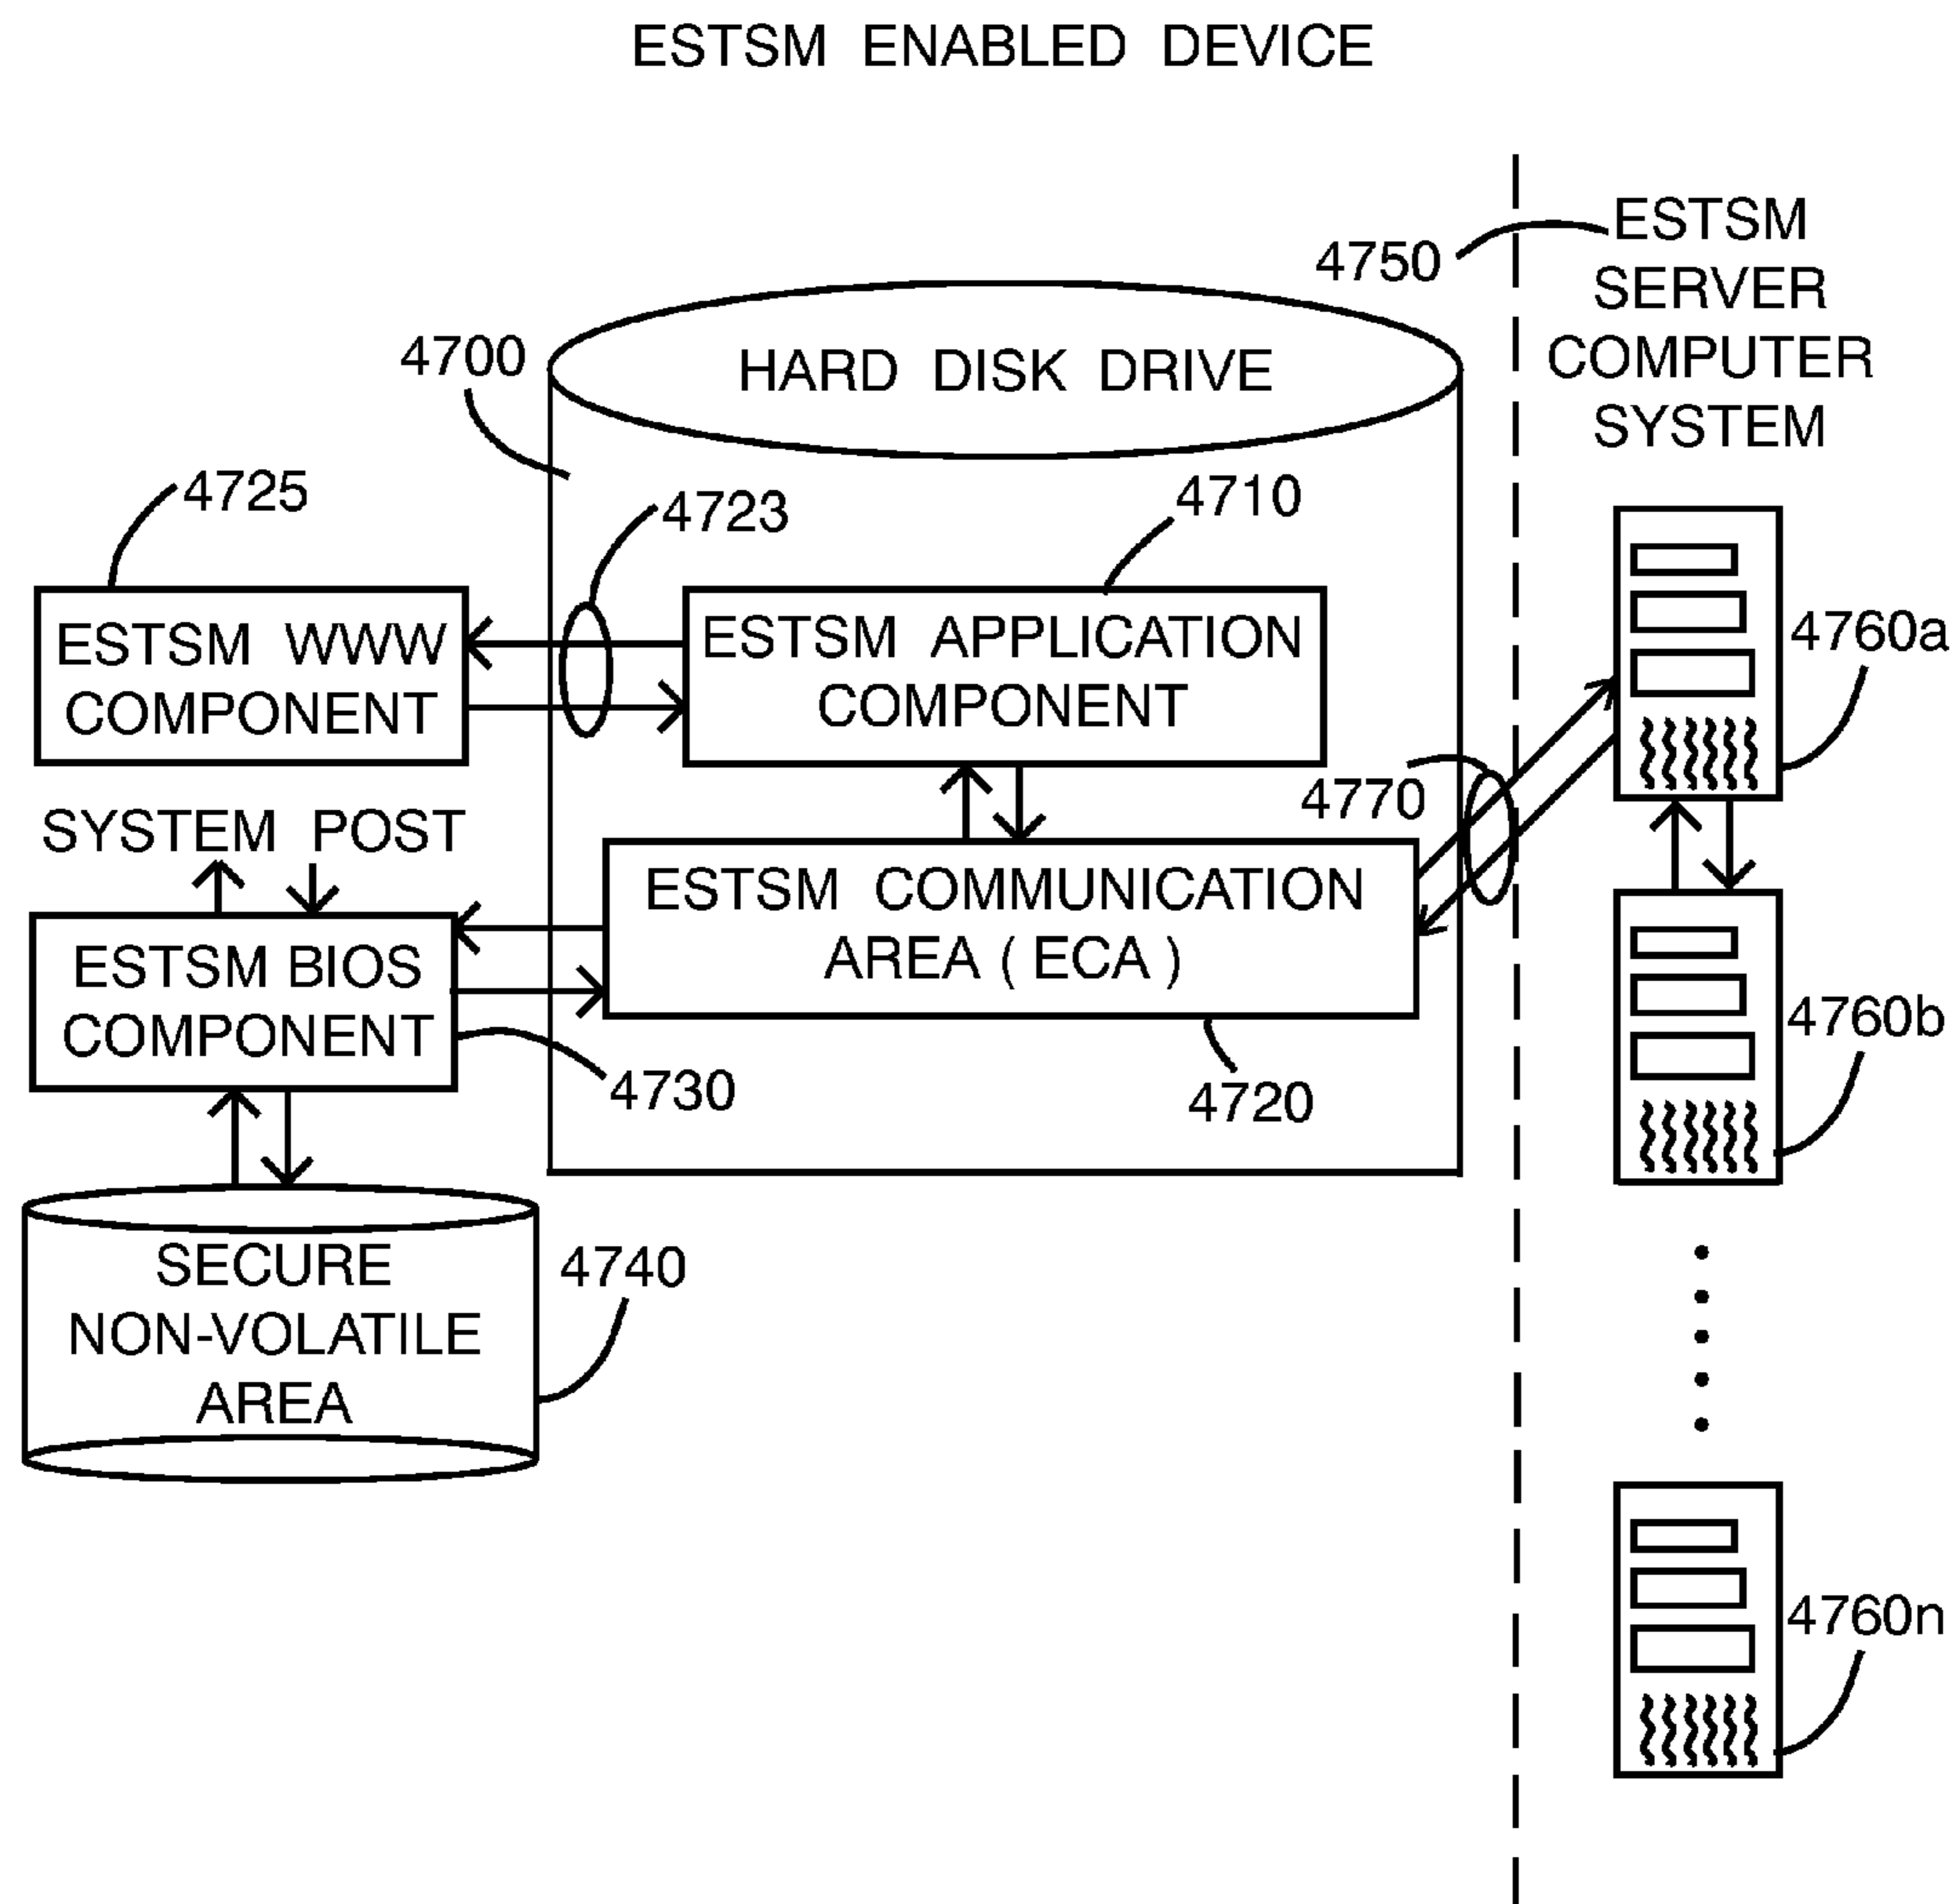 ESTSM ENABLED DEVICE
4750
ESTSM
SERVER
COMPUTER
SYSTEM
4700
HARD DISK DRIVE
4725
4723
4710
ESTSM WWW
COMPONENT
ESTSM APPLICATION
COMPONENT
4760a
4770
SYSTEM POST
ESTSM COMMUNICATION
AREA ( ECA )
ESTSM BIOS
COMPONENT
4760b
4730
4720
SECURE
NON-VOLATILE
AREA
4740
4760n